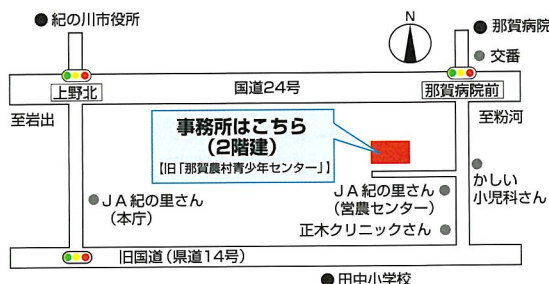 紀の川市役所
N
那賀病院
交番
上野北
国道24号
那賀病院前
至岩出
至粉河
事務所はこちら
(2階建)
【旧「那賀農村青少年センター」】
かしい
小児科さん
JA紀の里さん
(本庁)
JA紀の里さん
(営農センター)
正木クリニックさん
旧国道(県道14号)
田中小学校